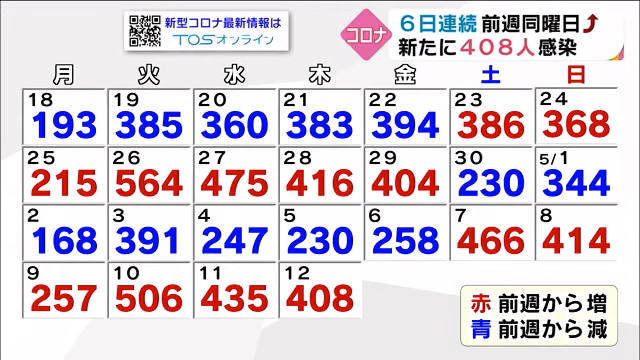 新型コロナ最新情報は
TOSオンライン
コロナ
6日連続 前週同曜日⤴
新たに408人感染
月 火 水 木 金 土 日
18 19 20 21 22 23 24
193 385 360 383 394 386 368
25 26 27 28 29 30 5/1
215 564 475 416 404 230 344
2 3 4 5 6 7 8
168 391 247 230 258 466 414
9 10 11 12
257 506 435 408
赤 前週から増
青 前週から減